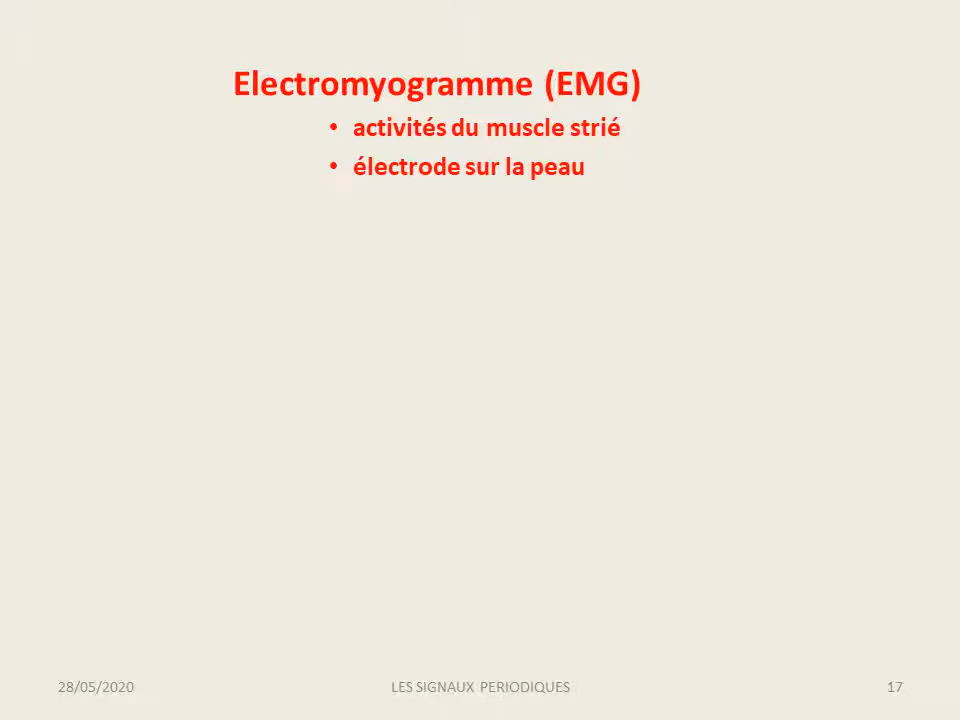 Electromyogramme (EMG)
• activités du muscle strié
• électrode sur la peau
28/05/2020 LES SIGNAUX PERIODIQUES 17